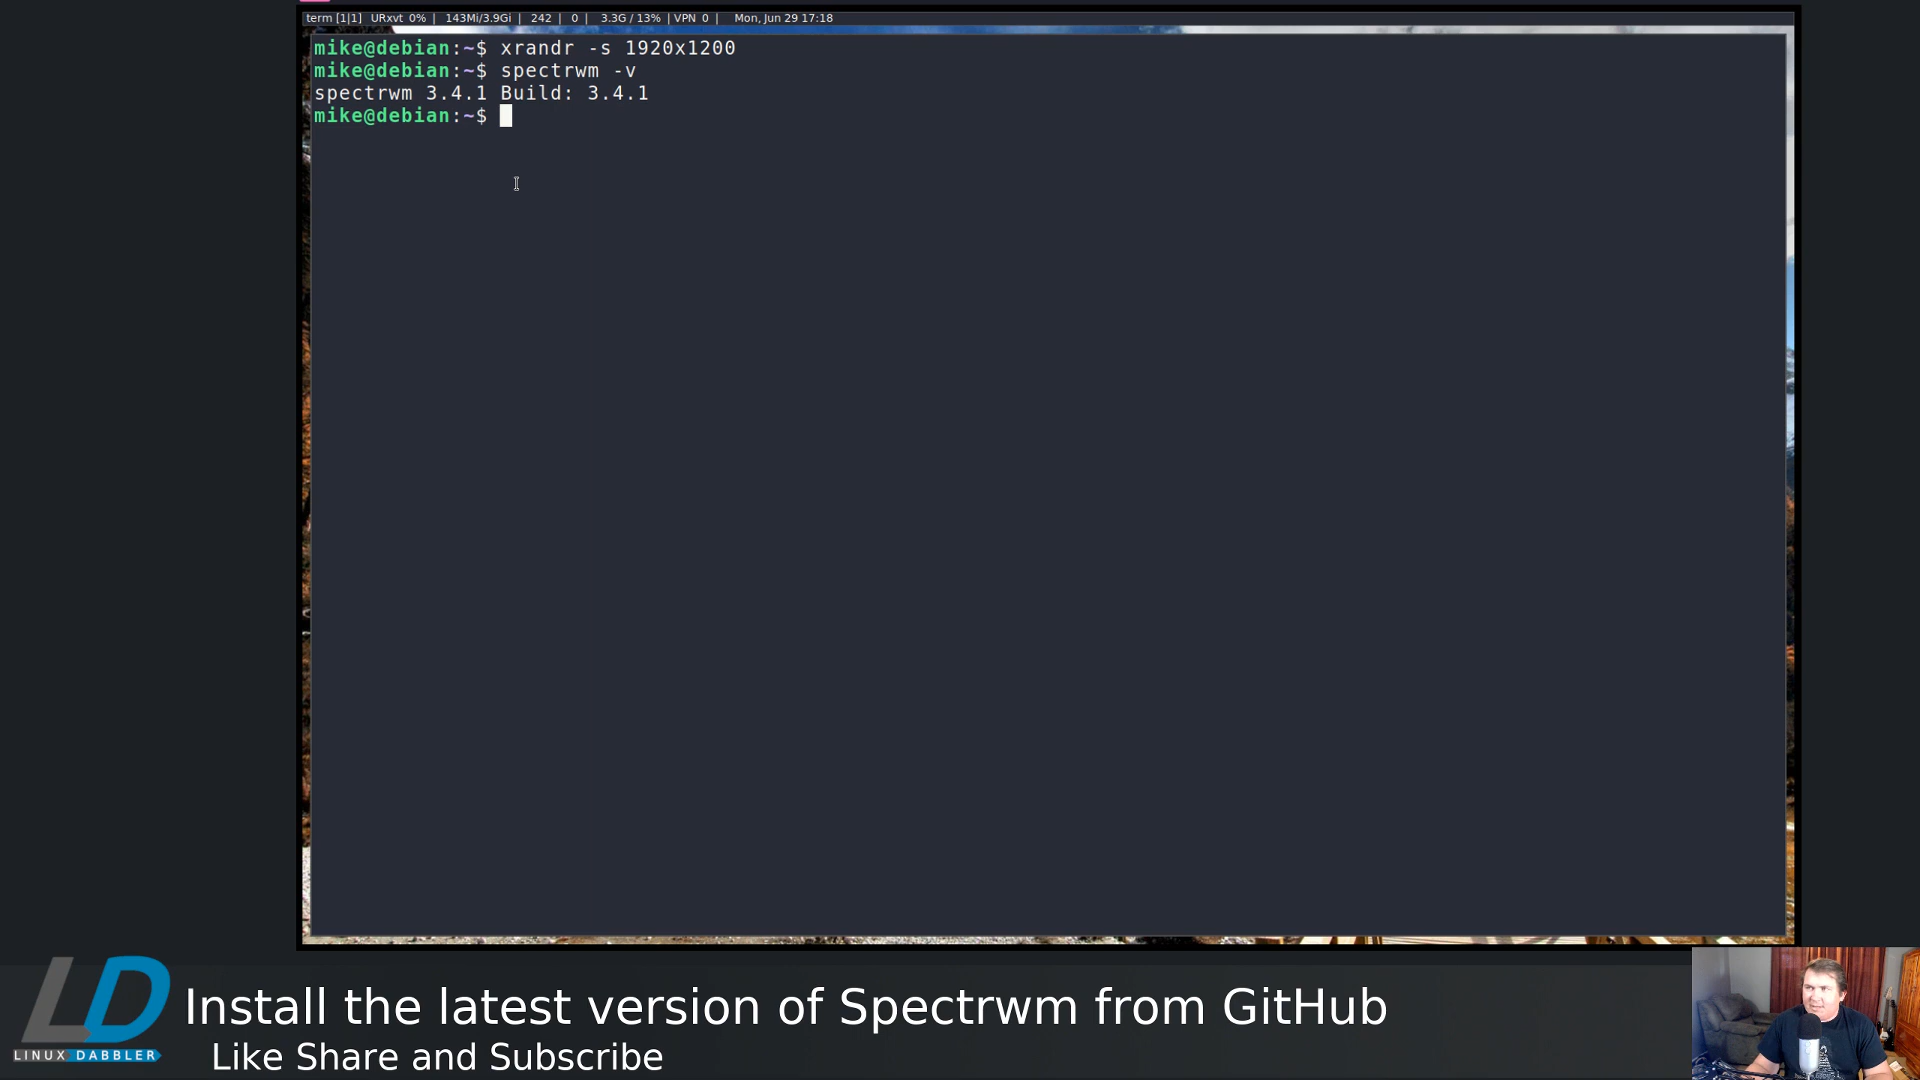 term [1|1]   URxvt  0%  |   143Mi/3.9Gi  |   242  |   0  |   3.3G / 13%  | VPN  0  |    Mon, Jun 29 17:18
mike@debian:~$ xrandr -s 1920x1200
mike@debian:~$ spectrwm -v
spectrwm 3.4.1 Build: 3.4.1
mike@debian:~$
LD
LINUX DABBLER
Install the latest version of Spectrwm from GitHub
Like Share and Subscribe